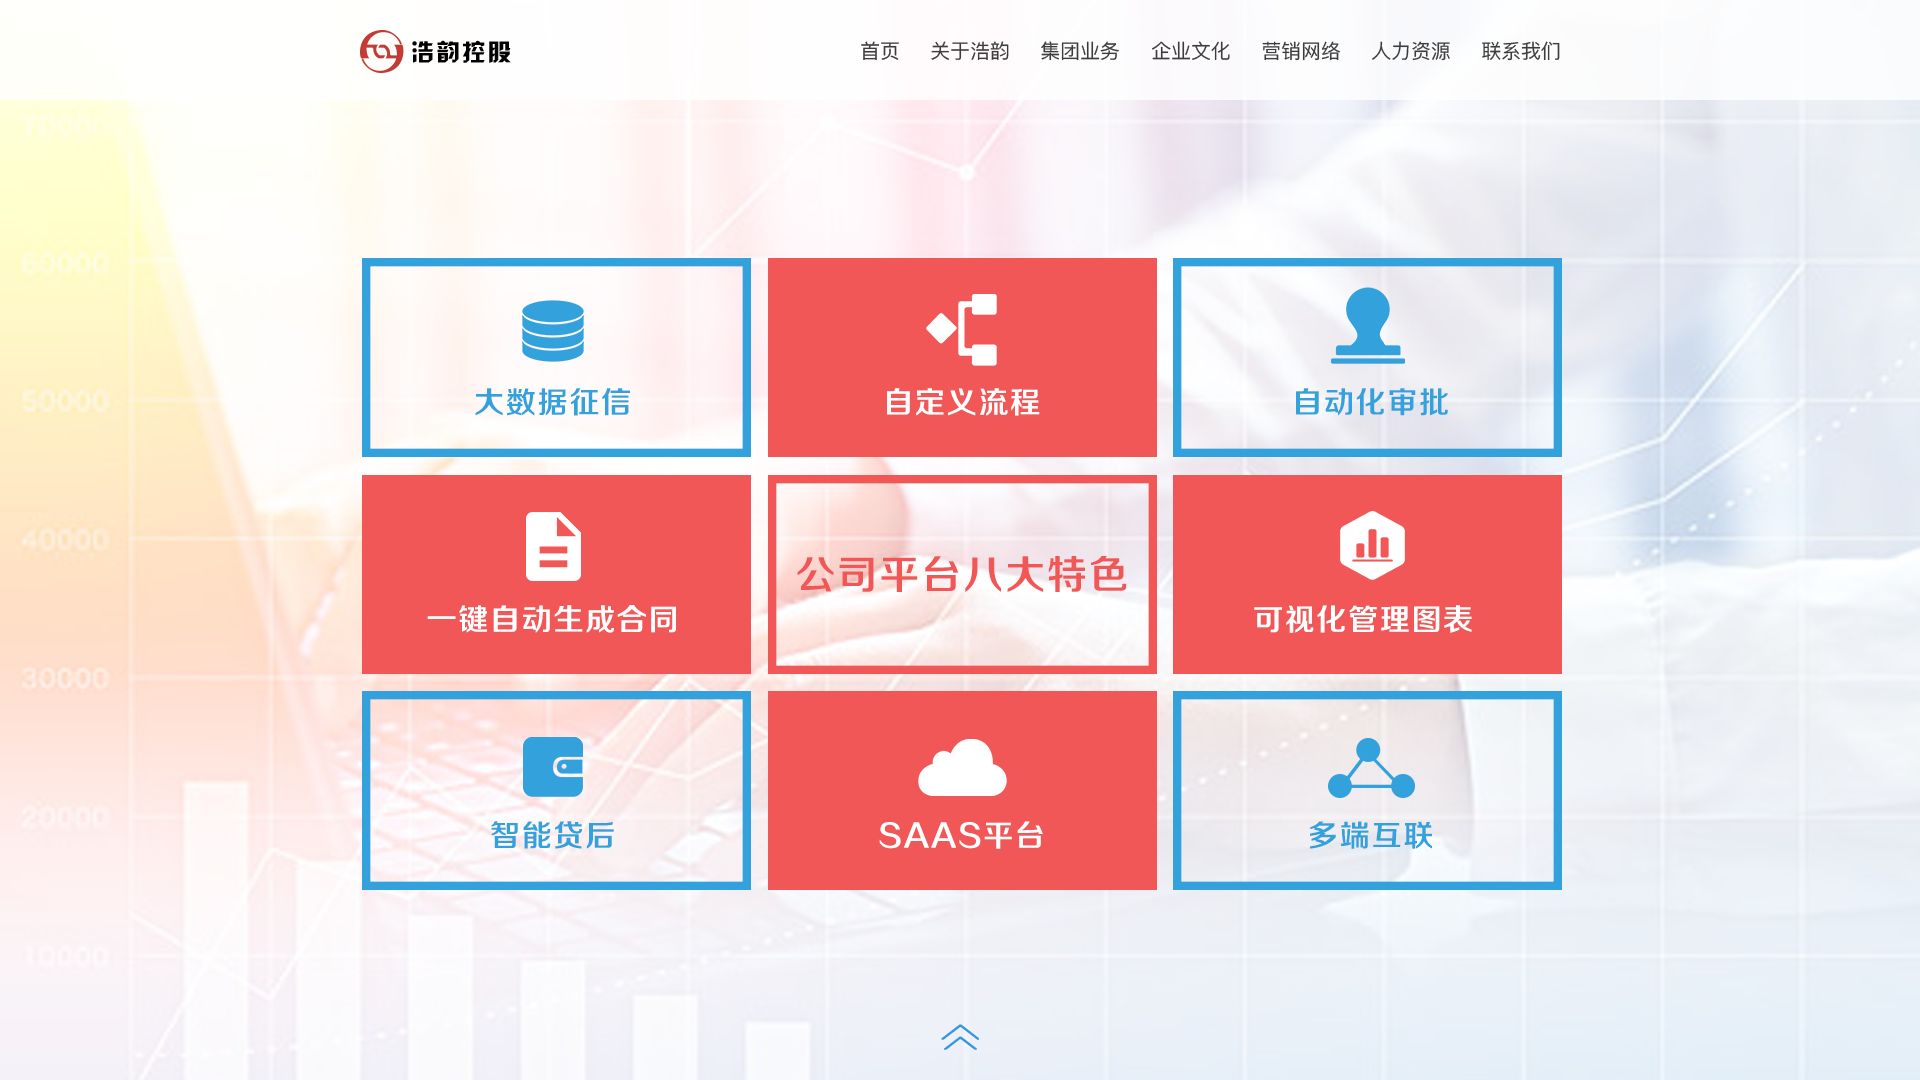 浩韵控股
首页 关于浩韵 集团业务 企业文化 营销网络 人力资源 联系我们
70000
60000
50000
40000
30000
20000
10000
大数据征信
自定义流程
自动化审批
一键自动生成合同
公司平台八大特色
可视化管理图表
智能贷后
SAAS平台
多端互联